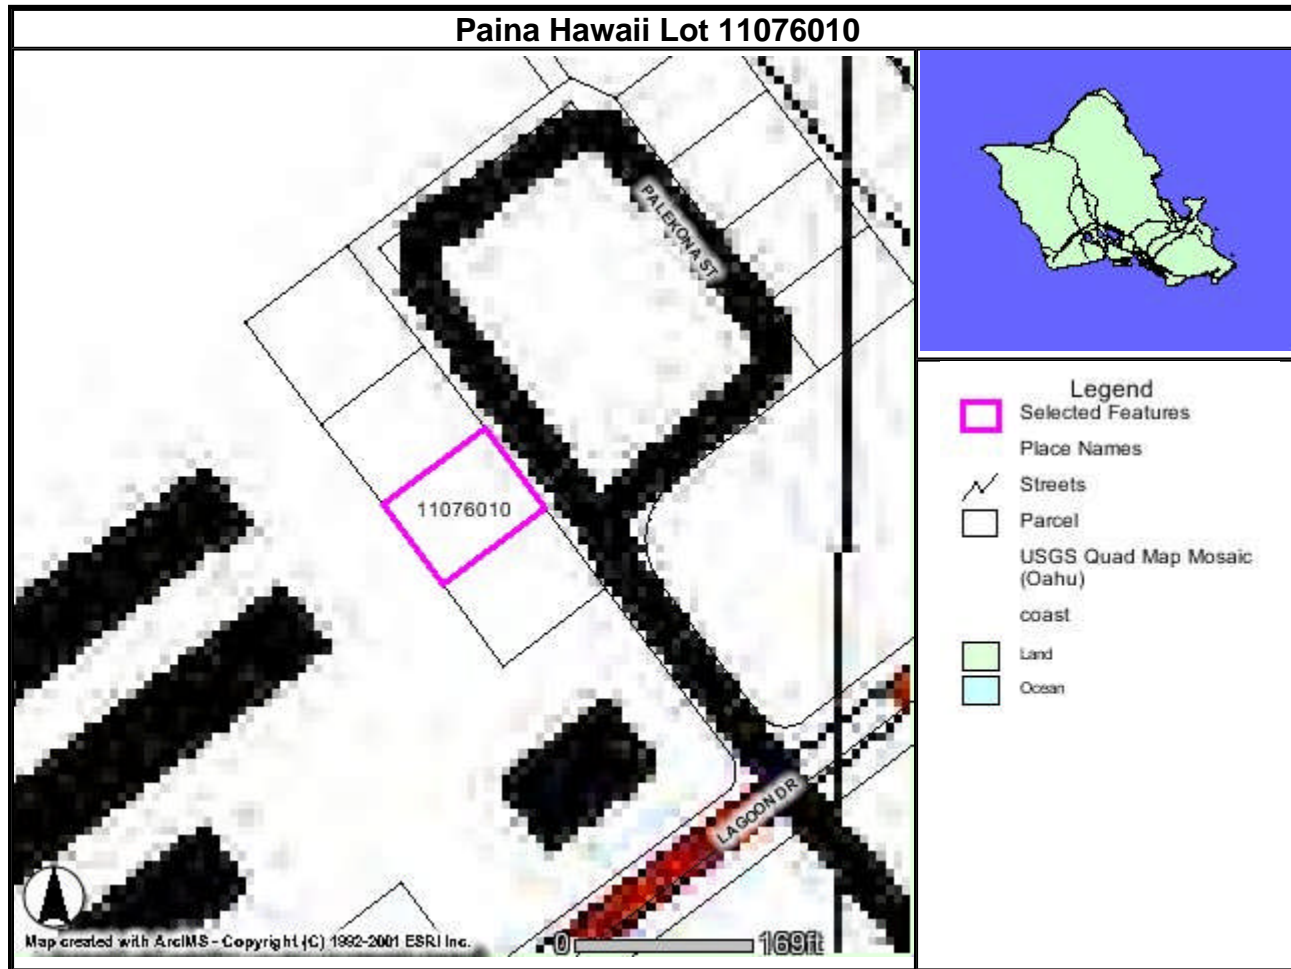 Paina Hawaii Lot 11076010
PALEKONA ST
11076010
LAGOON DR
Map created with ArcIMS - Copyright (C) 1992-2001 ESRI Inc.
0 169ft
Legend
Selected Features
Place Names
Streets
Parcel
USGS Quad Map Mosaic
(Oahu)
coast
Land
Ocean